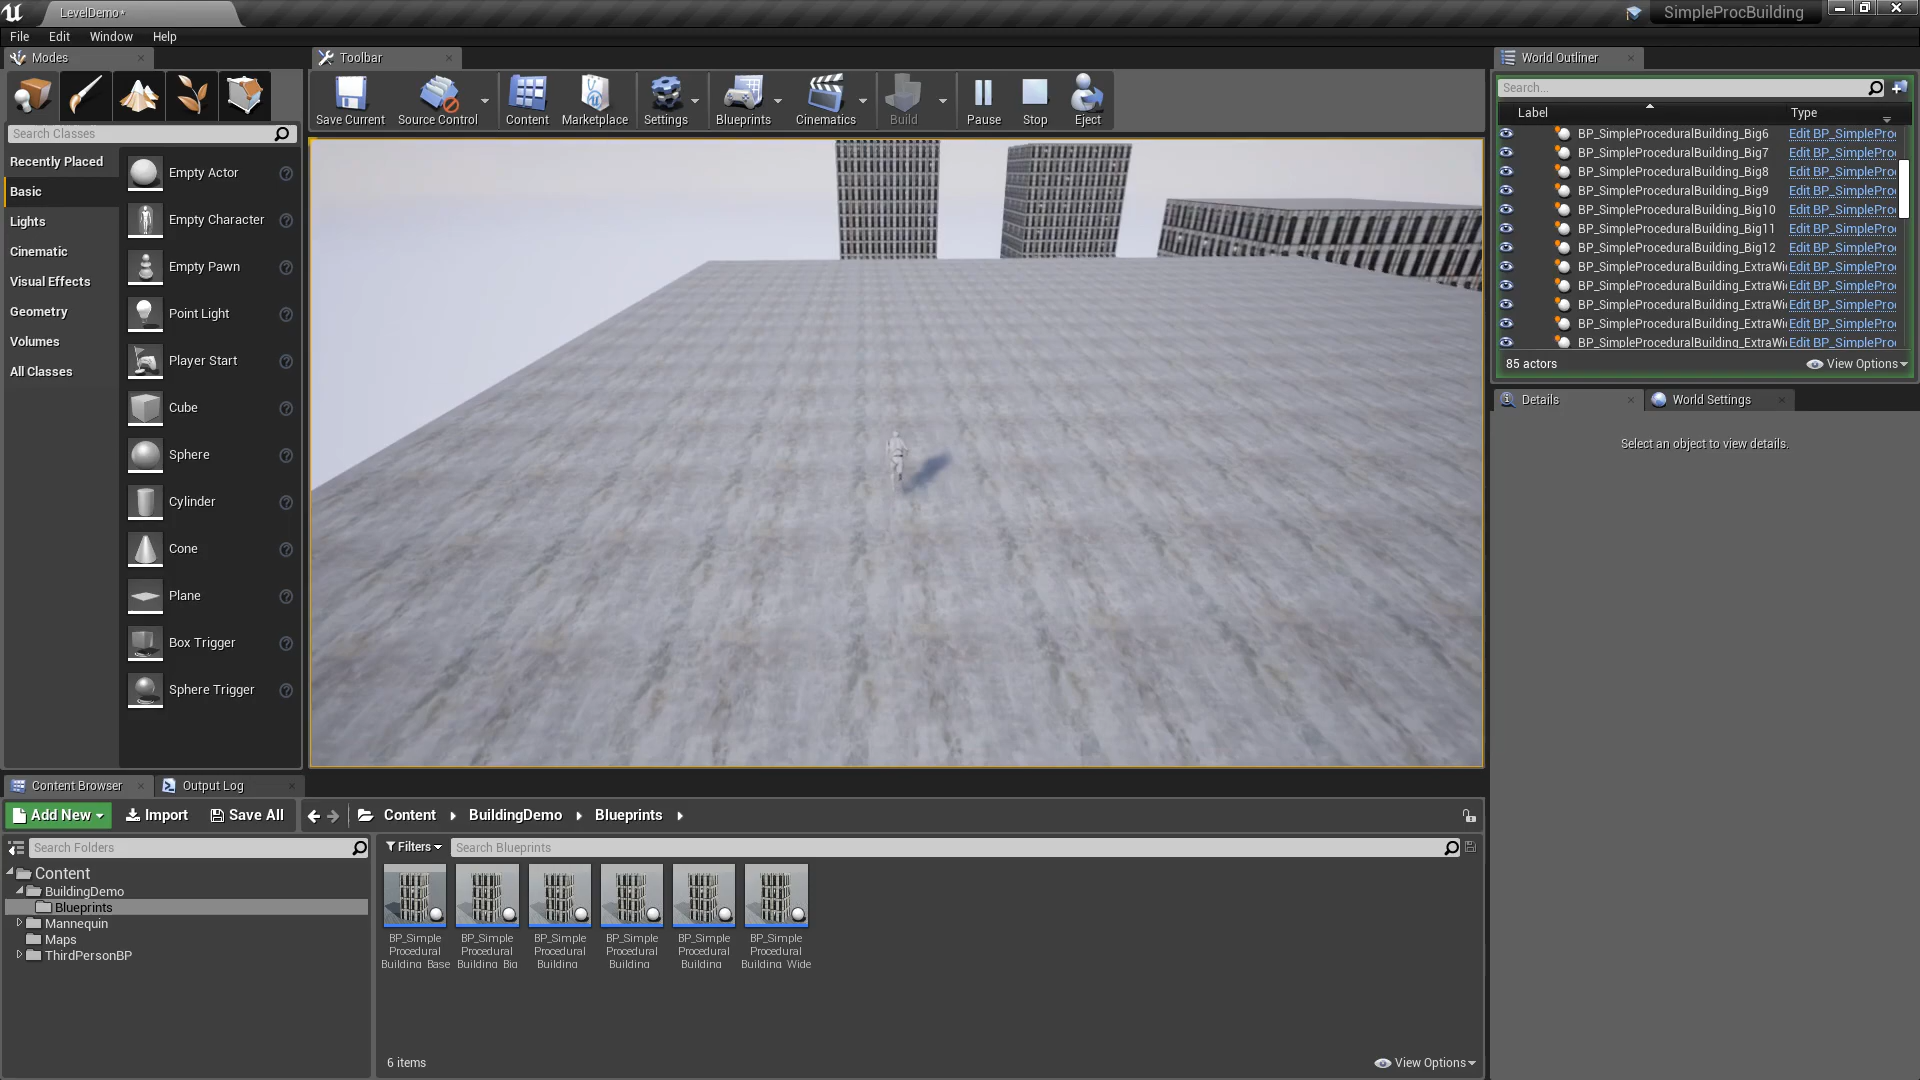 LevelDemo*
SimpleProcBuilding
File Edit Window Help
Modes
Toolbar
World Outliner
Save Current
Source Control
Content
Marketplace
Settings
Blueprints
Cinematics
Build
Pause
Stop
Eject
Search Classes
Recently Placed
Basic
Lights
Cinematic
Visual Effects
Geometry
Volumes
All Classes
Empty Actor
Empty Character
Empty Pawn
Point Light
Player Start
Cube
Sphere
Cylinder
Cone
Plane
Box Trigger
Sphere Trigger
Search...
Label Type
BP_SimpleProceduralBuilding_Big6 Edit BP_SimplePro
BP_SimpleProceduralBuilding_Big7 Edit BP_SimplePro
BP_SimpleProceduralBuilding_Big8 Edit BP_SimplePro
BP_SimpleProceduralBuilding_Big9 Edit BP_SimplePro
BP_SimpleProceduralBuilding_Big10 Edit BP_SimplePro
BP_SimpleProceduralBuilding_Big11 Edit BP_SimplePro
BP_SimpleProceduralBuilding_Big12 Edit BP_SimplePro
BP_SimpleProceduralBuilding_ExtraWi Edit BP_SimplePro
BP_SimpleProceduralBuilding_ExtraWi Edit BP_SimplePro
BP_SimpleProceduralBuilding_ExtraWi Edit BP_SimplePro
BP_SimpleProceduralBuilding_ExtraWi Edit BP_SimplePro
BP_SimpleProceduralBuilding_ExtraWi Edit BP_SimplePro
85 actors
View Options
Details
World Settings
Select an object to view details.
Content Browser
Output Log
Add New
Import
Save All
Content
BuildingDemo
Blueprints
Search Folders
Filters
Search Blueprints
Content
BuildingDemo
Blueprints
Mannequin
Maps
ThirdPersonBP
BP_Simple
Procedural
Building_Base
BP_Simple
Procedural
Building_Big
BP_Simple
Procedural
Building_
BP_Simple
Procedural
Building_
BP_Simple
Procedural
Building_
BP_Simple
Procedural
Building_Wide
6 items
View Options